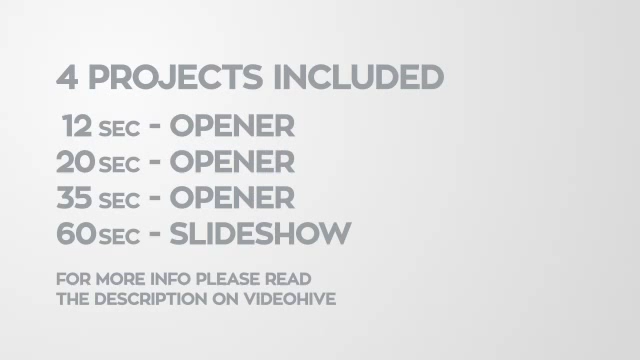 4 PROJECTS INCLUDED
12 SEC - OPENER
20 SEC - OPENER
35 SEC - OPENER
60 SEC - SLIDESHOW
FOR MORE INFO PLEASE READ
THE DESCRIPTION ON VIDEOHIVE